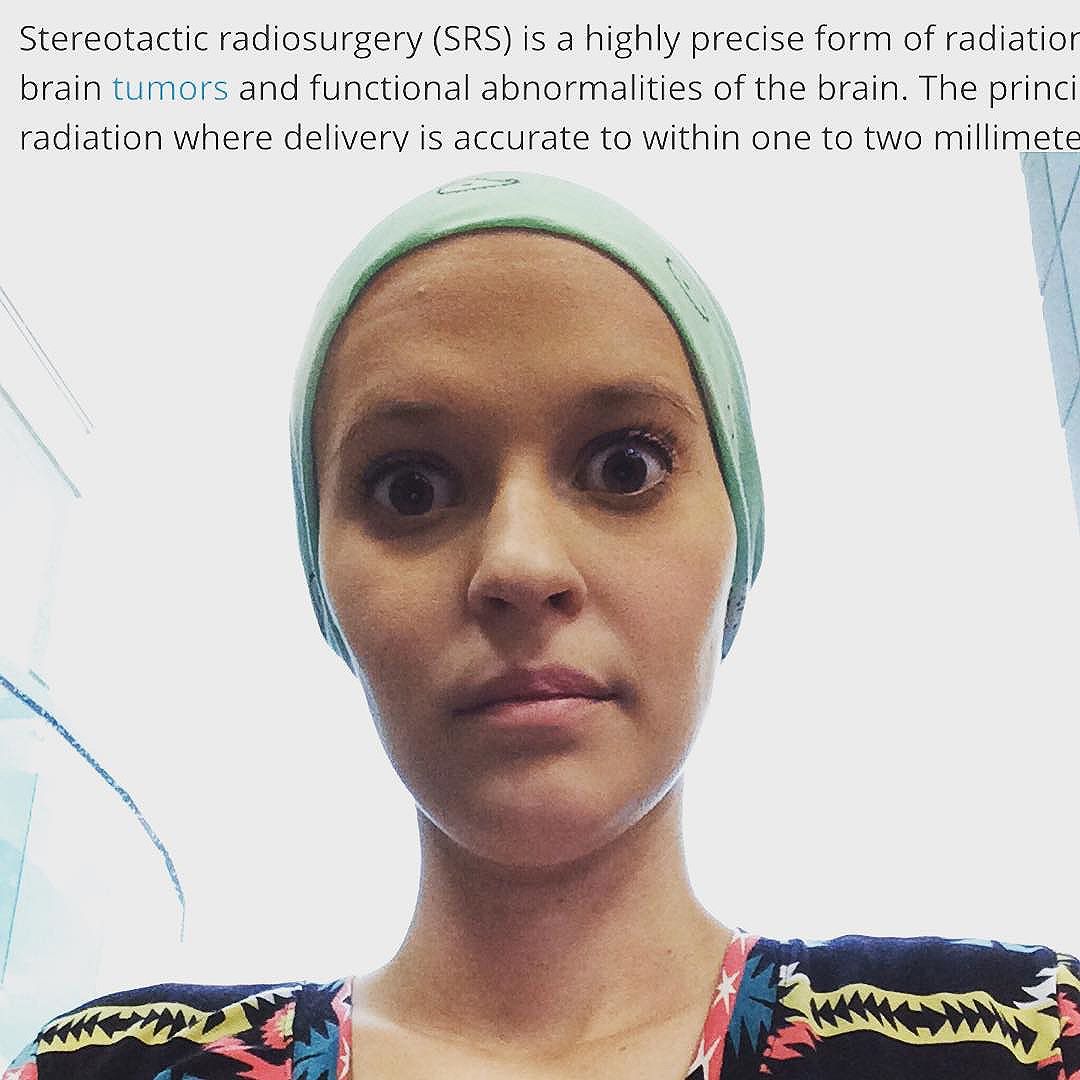 Stereotactic radiosurgery (SRS) is a highly precise form of
brain tumors and functional abnormalities of the brain. The
radiation where delivery is accurate to within one to two